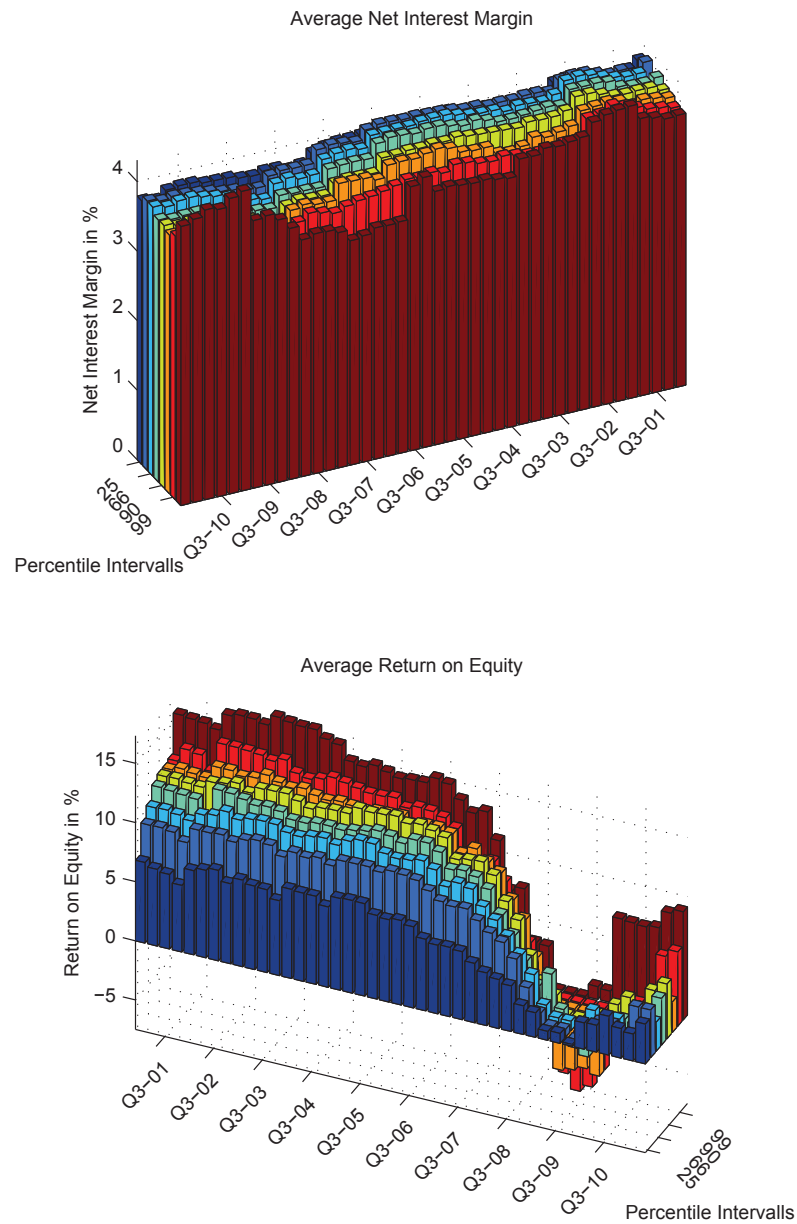 Average Net Interest Margin
Net Interest Margin in %
4
3
2
1
0
25
99
Q3−10
Q3−09
Q3−08
Q3−07
Q3−06
Q3−05
Q3−04
Q3−03
Q3−02
Q3−01
Percentile Intervalls
Average Return on Equity
Return on Equity in %
15
10
5
0
−5
Q3−01
Q3−02
Q3−03
Q3−04
Q3−05
Q3−06
Q3−07
Q3−08
Q3−09
Q3−10
Percentile Intervalls